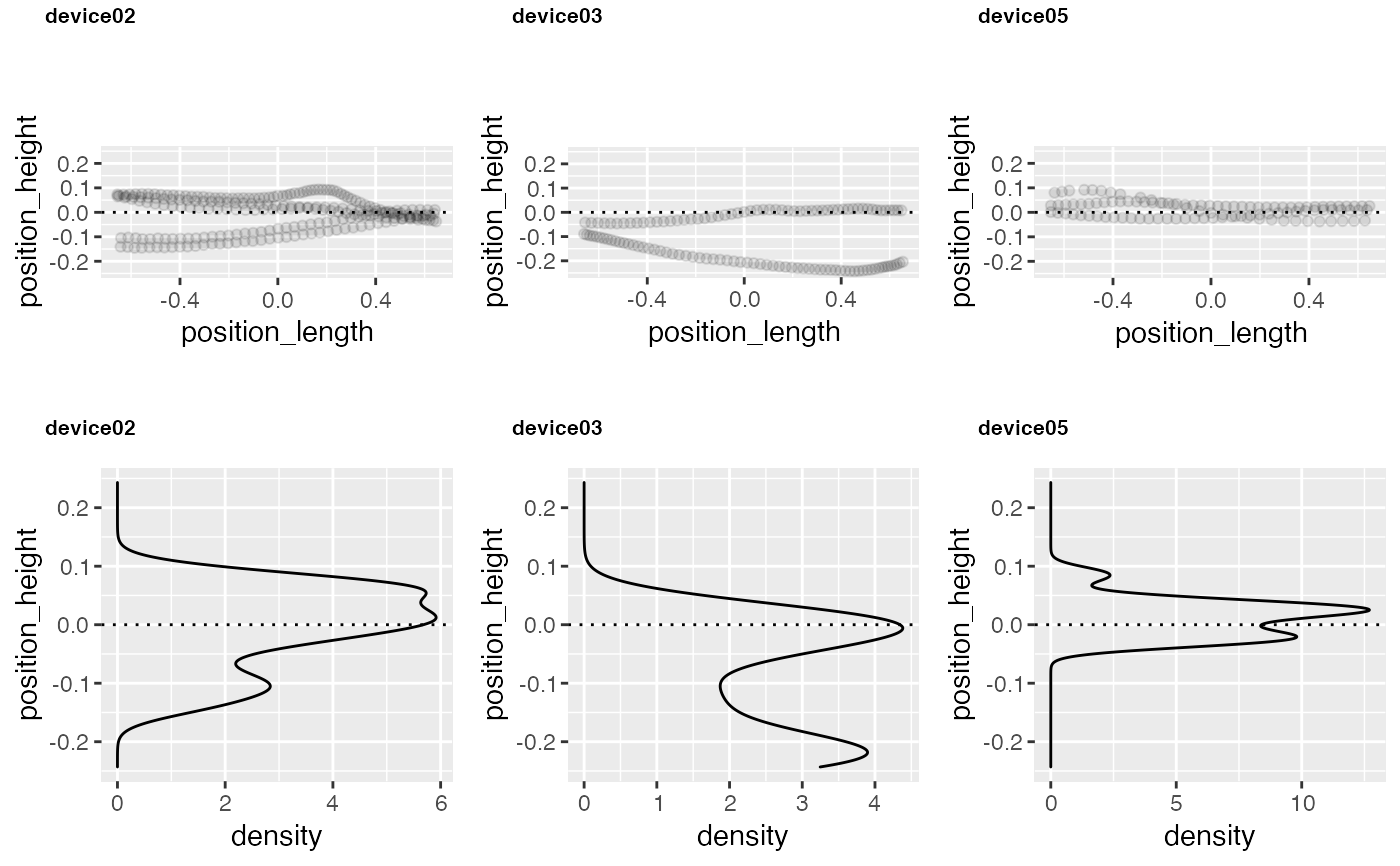 device02 device03 device05
position_height position_height position_height
0.2 0.2 0.2
0.1 0.1 0.1
0.0 0.0 0.0
-0.1 -0.1 -0.1
-0.2 -0.2 -0.2
-0.4 0.0 0.4 -0.4 0.0 0.4 -0.4 0.0 0.4
position_length position_length position_length
device02 device03 device05
position_height position_height position_height
0.2 0.2 0.2
0.1 0.1 0.1
0.0 0.0 0.0
-0.1 -0.1 -0.1
-0.2 -0.2 -0.2
0 2 4 6 0 1 2 3 4 0 5 10
density density density